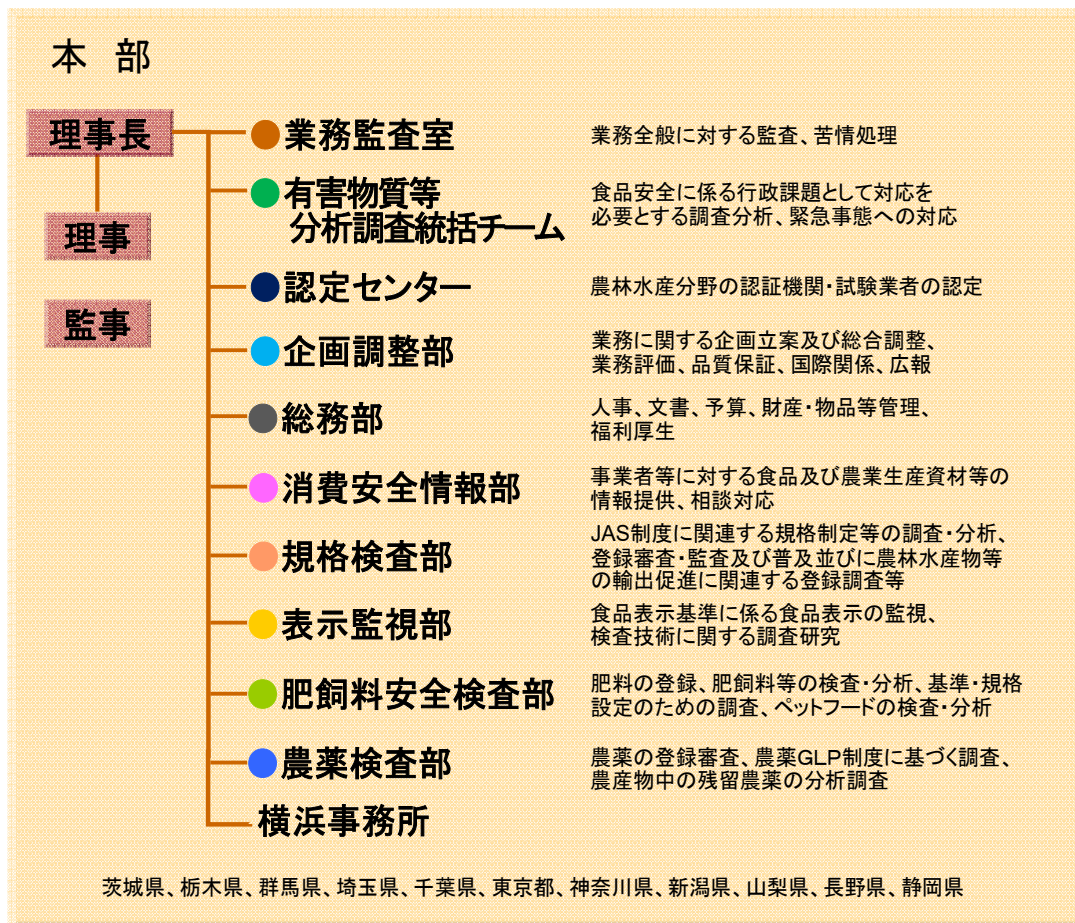 本 部
理事長
理事
監事
業務監査室
業務全般に対する監査、苦情処理
有害物質等
分析調査統括チーム
食品安全に係る行政課題として対応を
必要とする調査分析、緊急事態への対応
認定センター
農林水産分野の認証機関・試験業者の認定
企画調整部
業務に関する企画立案及び総合調整、
業務評価、品質保証、国際関係、広報
総務部
人事、文書、予算、財産・物品等管理、
福利厚生
消費安全情報部
事業者等に対する食品及び農業生産資材等の
情報提供、相談対応
規格検査部
JAS制度に関連する規格制定等の調査・分析、
登録審査・監査及び普及並びに農林水産物等
の輸出促進に関連する登録調査等
表示監視部
食品表示基準に係る食品表示の監視、
検査技術に関する調査研究
肥飼料安全検査部
肥料の登録、肥飼料等の検査・分析、基準・規格
設定のための調査、ペットフードの検査・分析
農薬検査部
農薬の登録審査、農薬GLP制度に基づく調査、
農産物中の残留農薬の分析調査
横浜事務所
茨城県、栃木県、群馬県、埼玉県、千葉県、東京都、神奈川県、新潟県、山梨県、長野県、静岡県